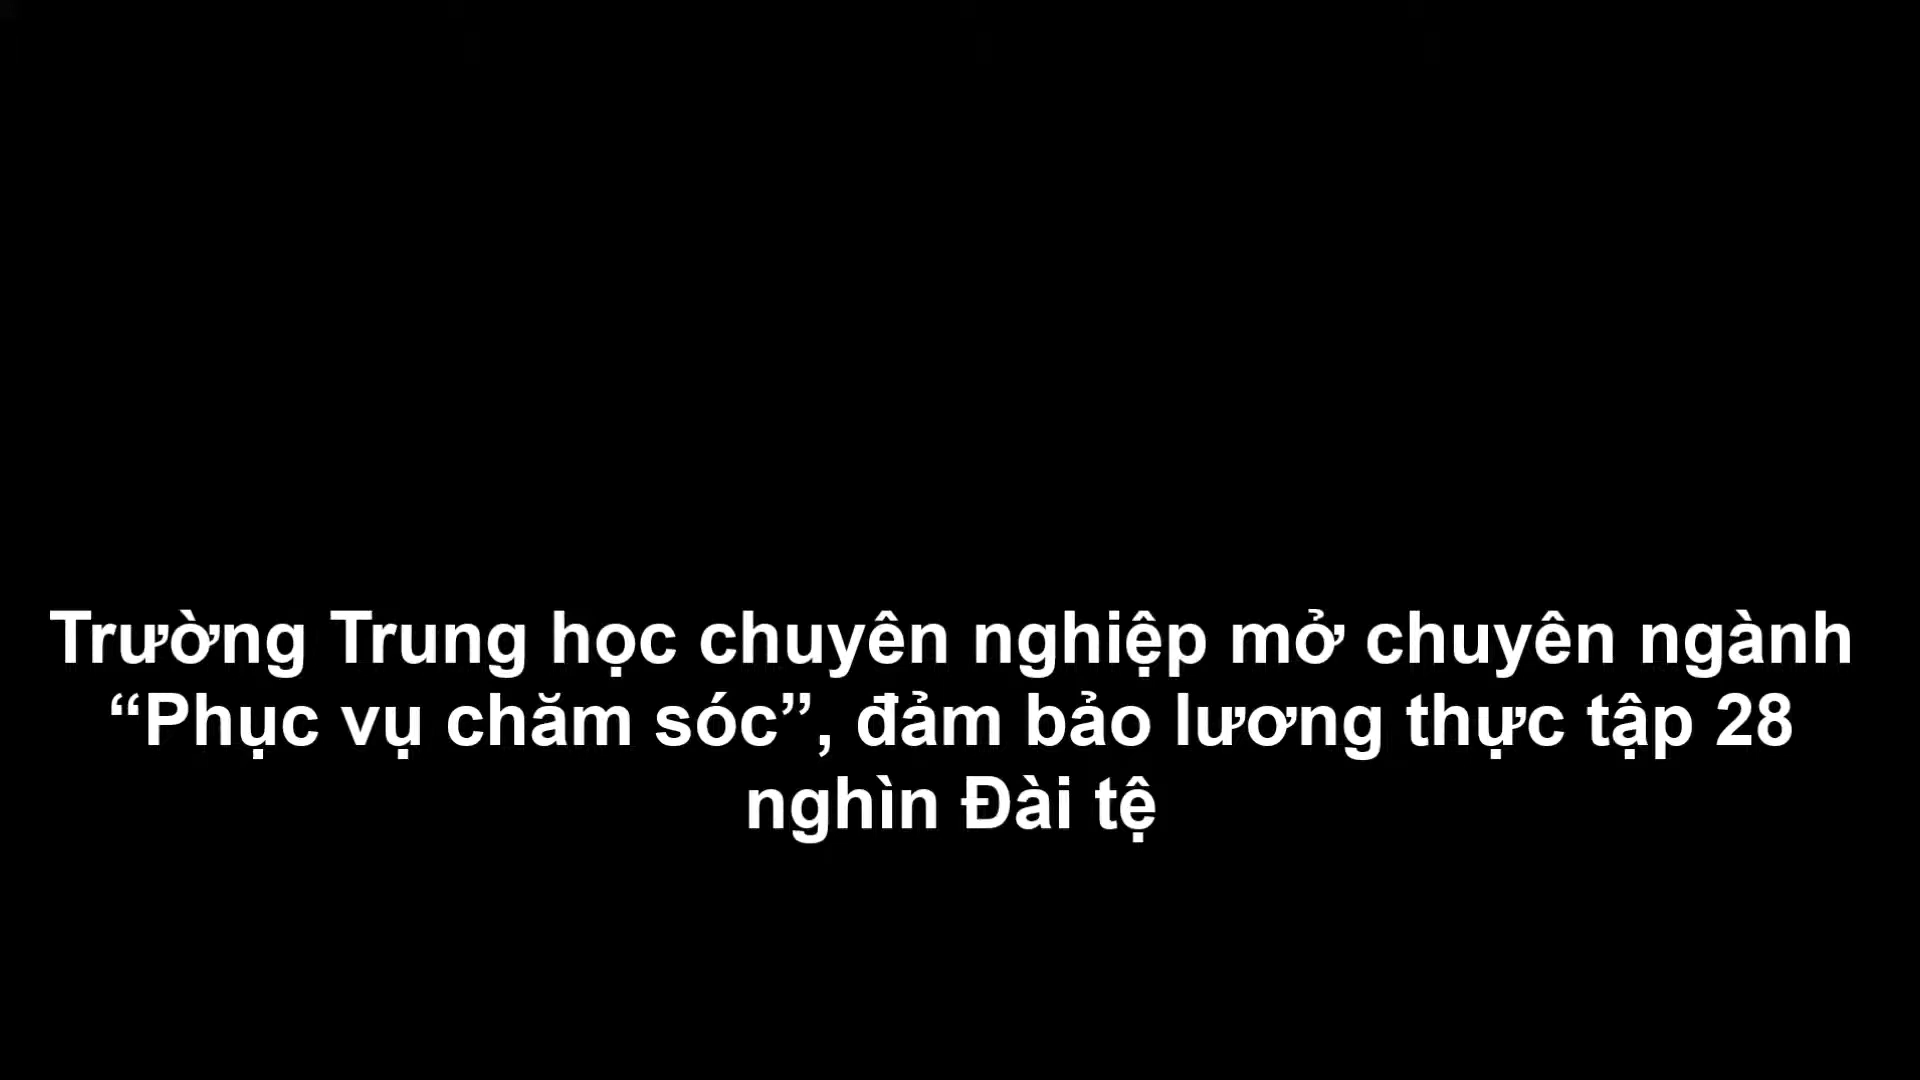 Trường Trung học chuyên nghiệp mở chuyên ngành
“Phục vụ chăm sóc”, đảm bảo lương thực tập 28
nghìn Đài tệ